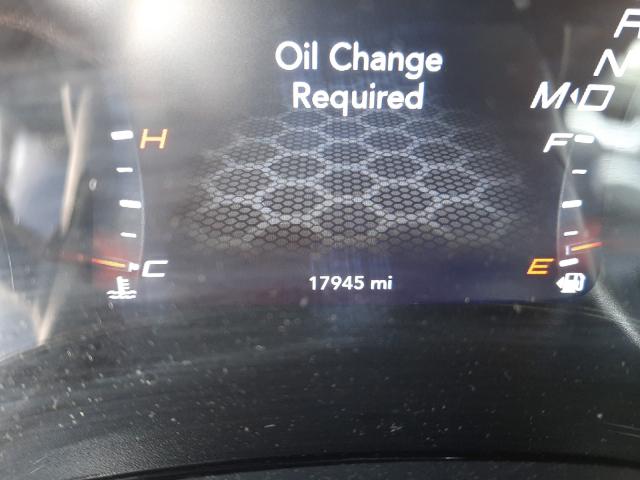 Oil Change
Required
R
N
M D
H
F
C
E
17945 mi